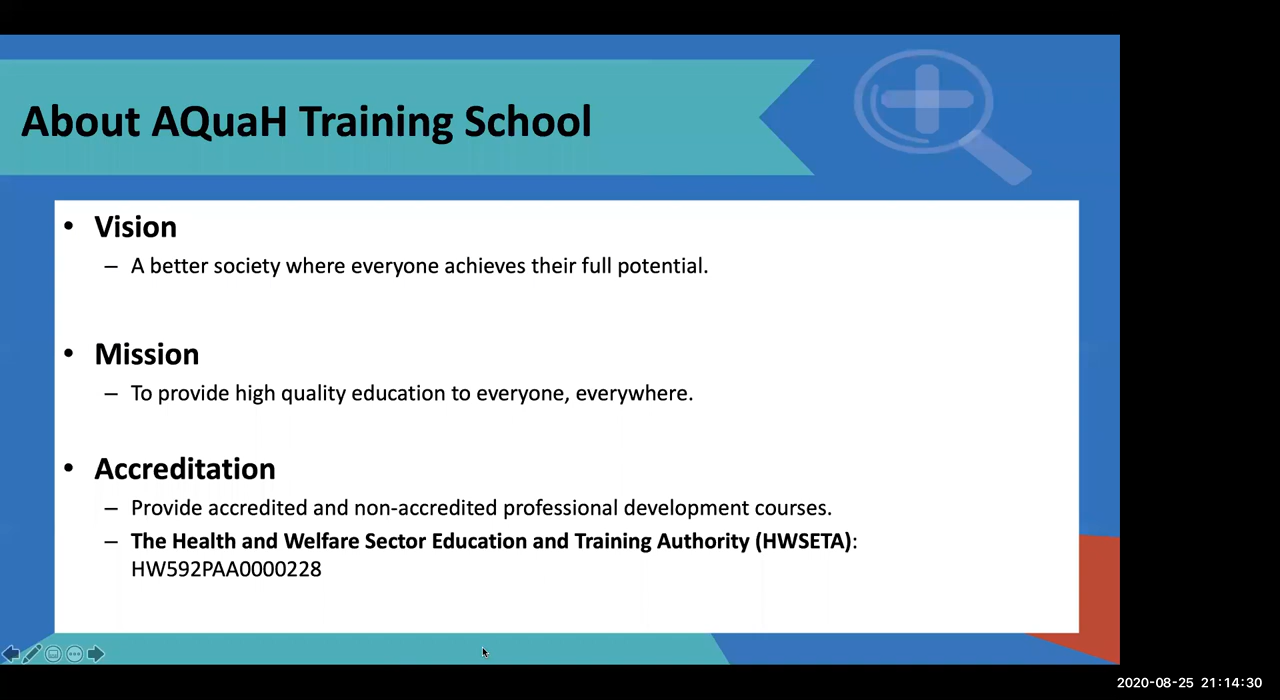 About AQuaH Training School
• Vision
– A better society where everyone achieves their full potential.
• Mission
– To provide high quality education to everyone, everywhere.
• Accreditation
– Provide accredited and non-accredited professional development courses.
– The Health and Welfare Sector Education and Training Authority (HWSETA):
HW592PAA0000228
2020-08-25 21:14:30